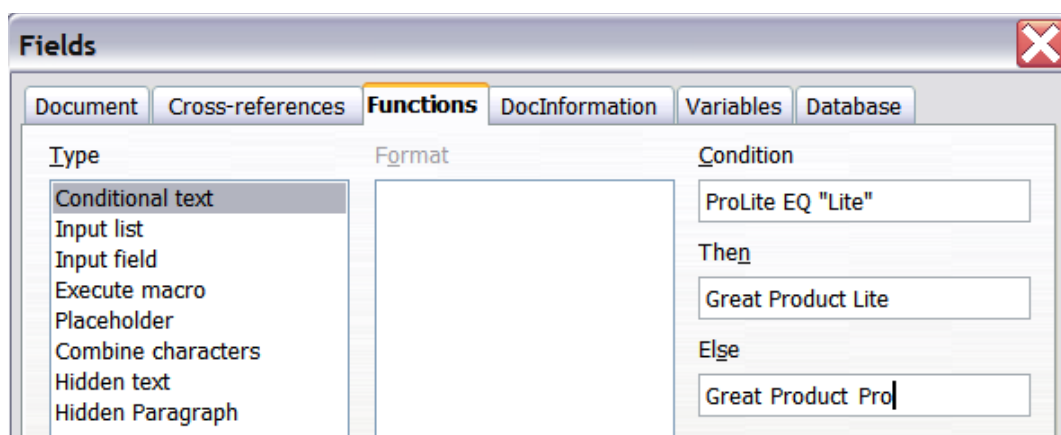 Fields
Document Cross-references Functions DocInformation Variables Database
Type
Conditional text
Input list
Input field
Execute macro
Placeholder
Combine characters
Hidden text
Hidden Paragraph
Format
Condition
ProLite EQ "Lite"
Then
Great Product Lite
Else
Great Product Pro